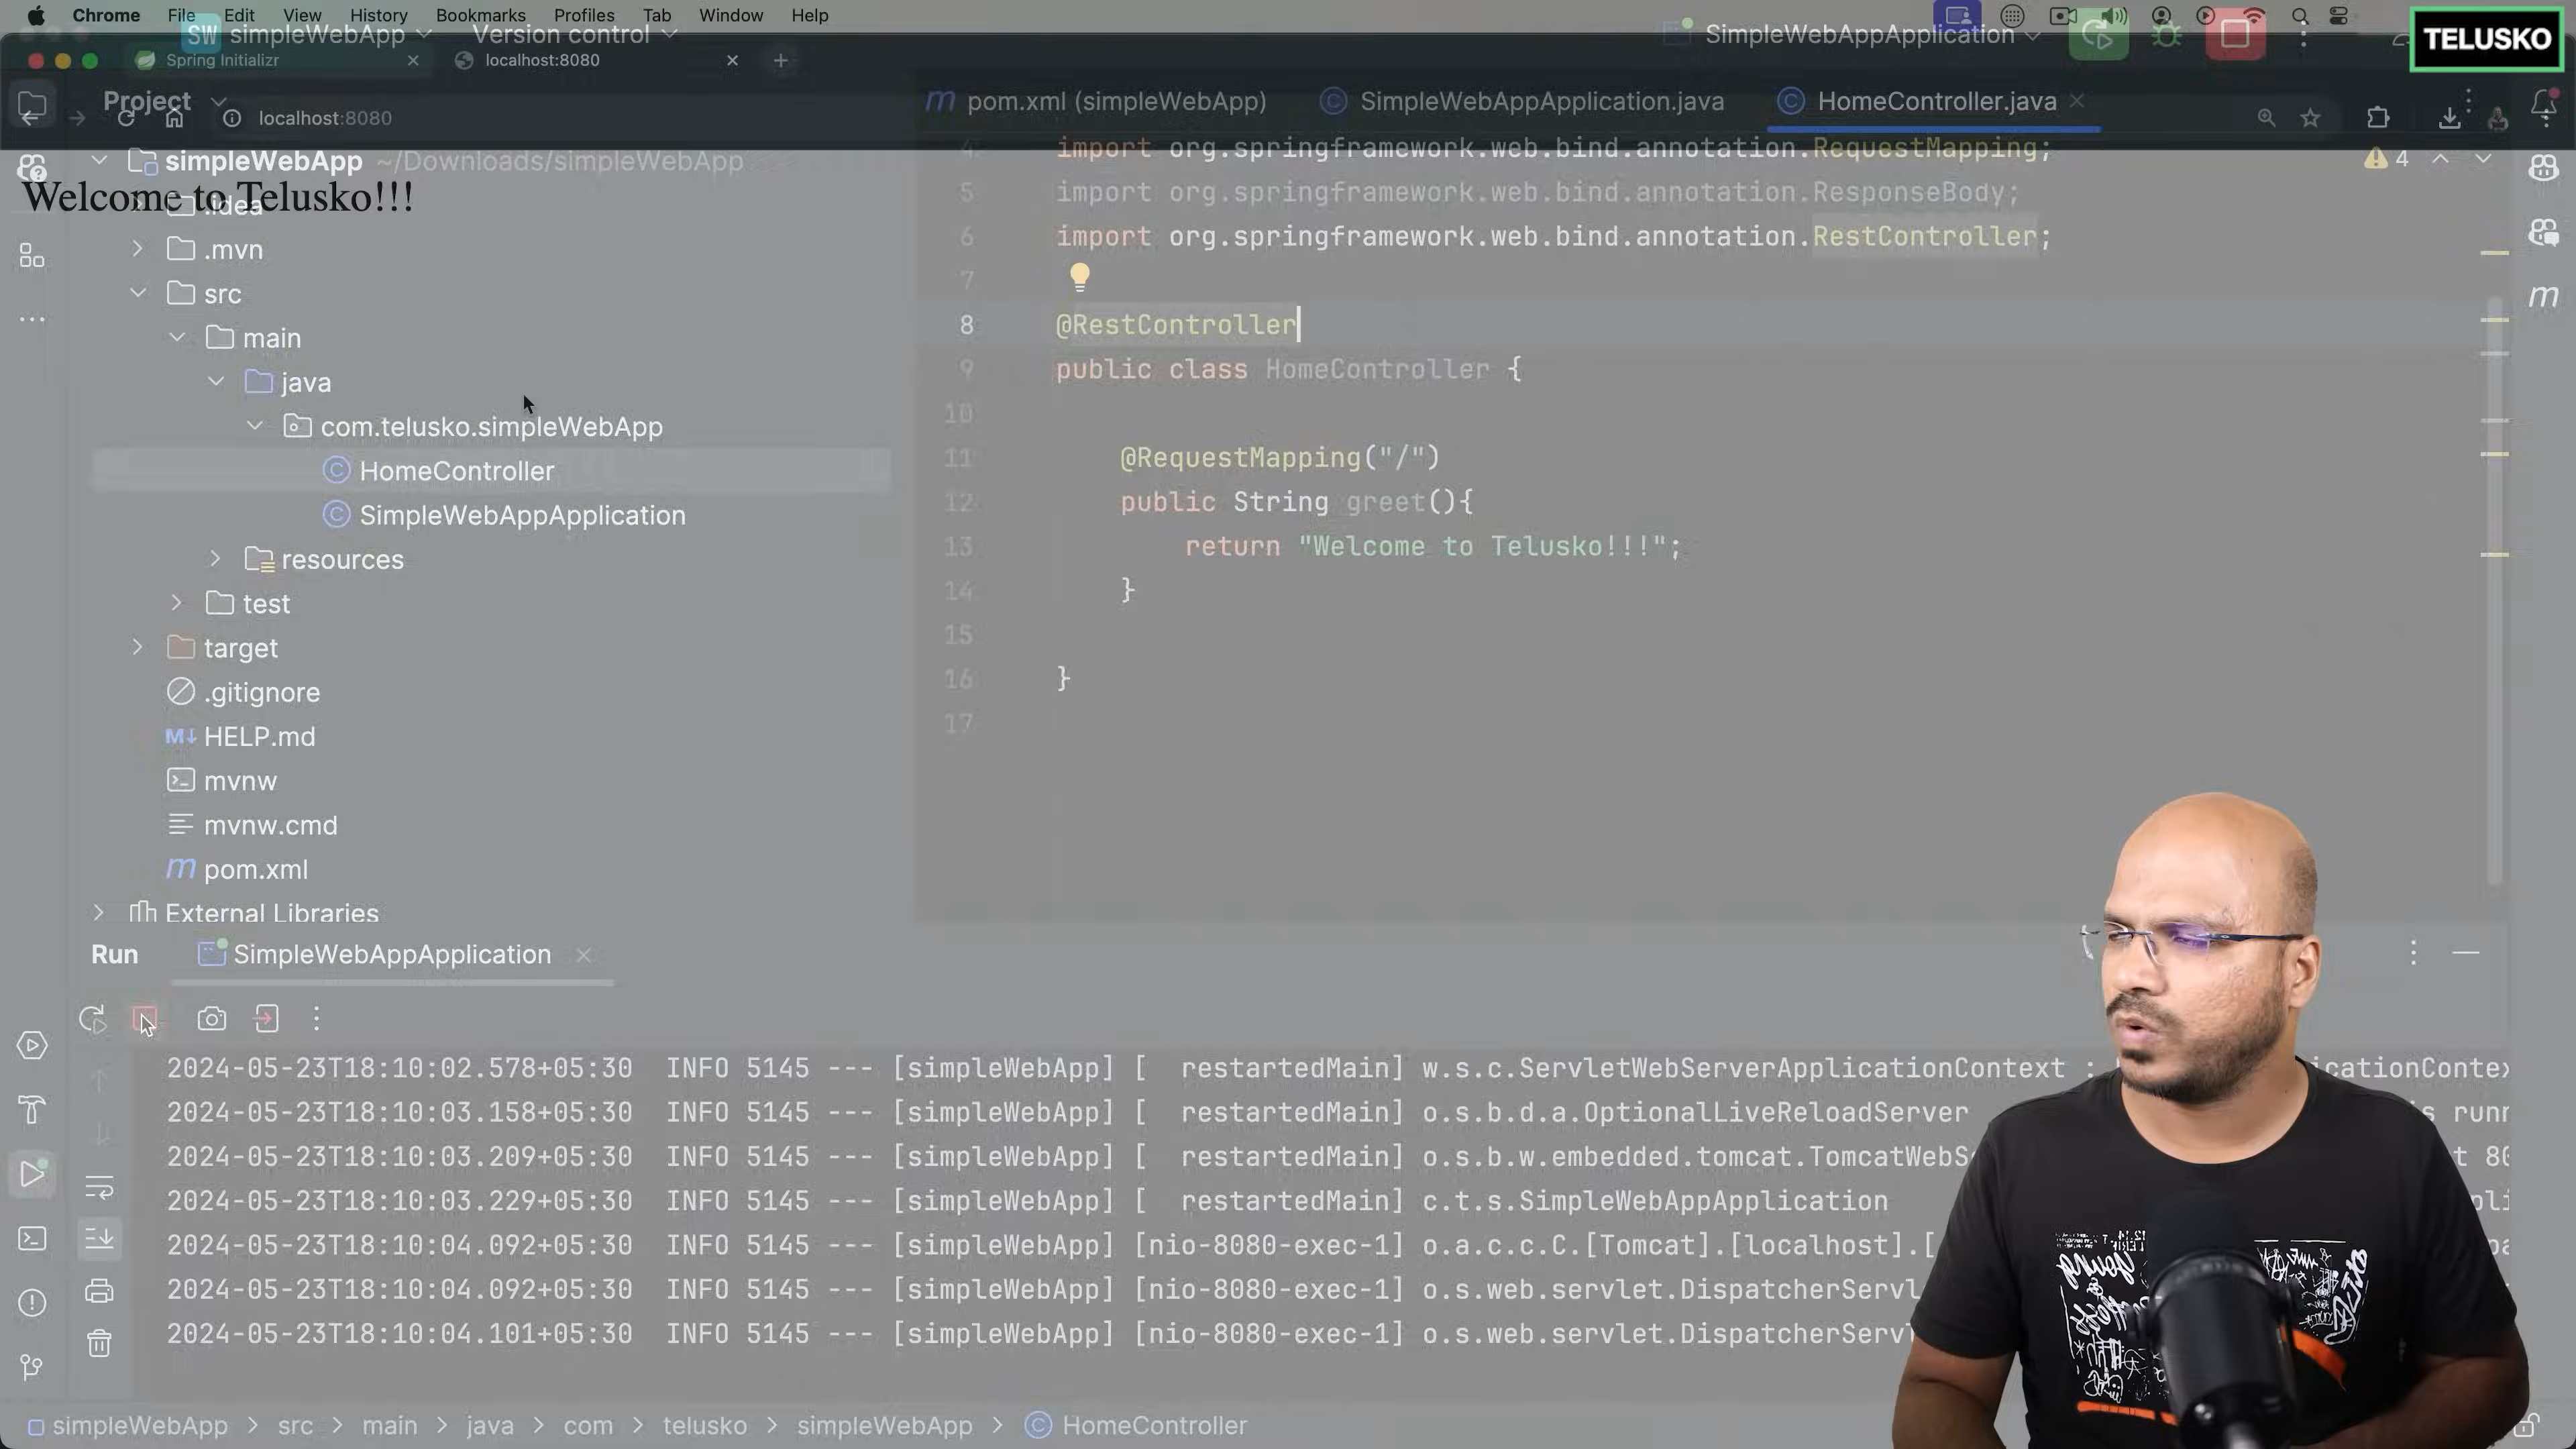 Chrome File Edit View History Bookmarks Profiles Tab Window Help
SW simpleWebApp Version control SimpleWebAppApplication
TELUSKO
Spring Initializr localhost:8080
Project pom.xml (simpleWebApp) SimpleWebAppApplication.java HomeController.java
localhost:8080
simpleWebApp ~/Downloads/simpleWebApp
Welcome to Telusko!!!
.idea
.mvn
src
main
java
com.telusko.simpleWebApp
HomeController
SimpleWebAppApplication
resources
test
target
.gitignore
HELP.md
mvnw
mvnw.cmd
pom.xml
External Libraries
4 import org.springframework.web.bind.annotation.RequestMapping;
4
5 import org.springframework.web.bind.annotation.ResponseBody;
6 import org.springframework.web.bind.annotation.RestController;
7
8 @RestController
9 public class HomeController {
10
11 @RequestMapping("/")
12 public String greet(){
13 return "Welcome to Telusko!!!";
14 }
15
16 }
17
Run SimpleWebAppApplication
2024-05-23T18:10:02.578+05:30 INFO 5145 --- [simpleWebApp] [ restartedMain] w.s.c.ServletWebServerApplicationContext :
2024-05-23T18:10:03.158+05:30 INFO 5145 --- [simpleWebApp] [ restartedMain] o.s.b.d.a.OptionalLiveReloadServer
2024-05-23T18:10:03.209+05:30 INFO 5145 --- [simpleWebApp] [ restartedMain] o.s.b.w.embedded.tomcat.TomcatWebS
2024-05-23T18:10:03.229+05:30 INFO 5145 --- [simpleWebApp] [ restartedMain] c.t.s.SimpleWebAppApplication
2024-05-23T18:10:04.092+05:30 INFO 5145 --- [simpleWebApp] [nio-8080-exec-1] o.a.c.c.C.[Tomcat].[localhost].[
2024-05-23T18:10:04.092+05:30 INFO 5145 --- [simpleWebApp] [nio-8080-exec-1] o.s.web.servlet.DispatcherServl
2024-05-23T18:10:04.101+05:30 INFO 5145 --- [simpleWebApp] [nio-8080-exec-1] o.s.web.servlet.DispatcherServl
simpleWebApp > src > main > java > com > telusko > simpleWebApp > HomeController